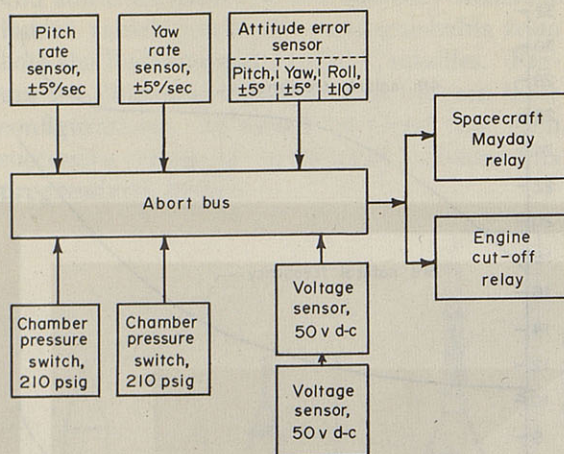 Pitch
rate
sensor,
±5°/sec
Yaw
rate
sensor,
±5°/sec
Attitude error
sensor
Pitch,
±5°
Yaw,
±5°
Roll,
±10°
Spacecraft
Mayday
relay
Abort bus
Engine
cut-off
relay
Chamber
pressure
switch,
210 psig
Chamber
pressure
switch,
210 psig
Voltage
sensor,
50 v d-c
Voltage
sensor,
50 v d-c